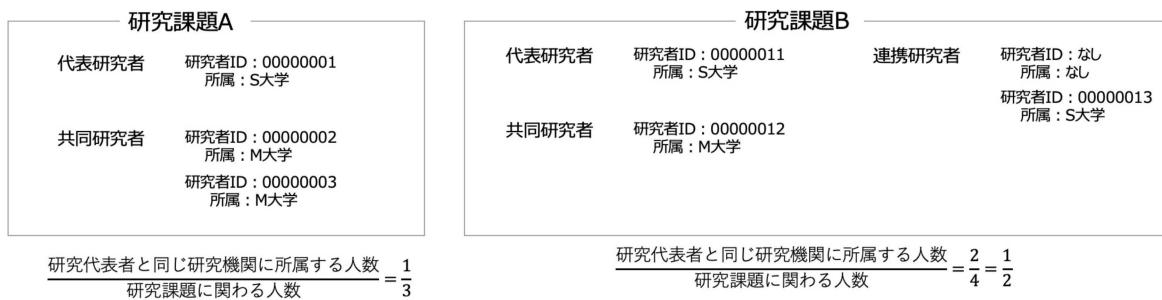 研究課題A
代表研究者 研究者ID：00000001
所属：S大学
共同研究者 研究者ID：00000002
所属：M大学
研究者ID：00000003
所属：M大学
研究代表者と同じ研究機関に所属する人数
研究課題に関わる人数
= 1/3
研究課題B
代表研究者 研究者ID：00000011
所属：S大学
共同研究者 研究者ID：00000012
所属：M大学
連携研究者 研究者ID：なし
所属：なし
研究者ID：00000013
所属：S大学
研究代表者と同じ研究機関に所属する人数
研究課題に関わる人数
= 2/4 = 1/2